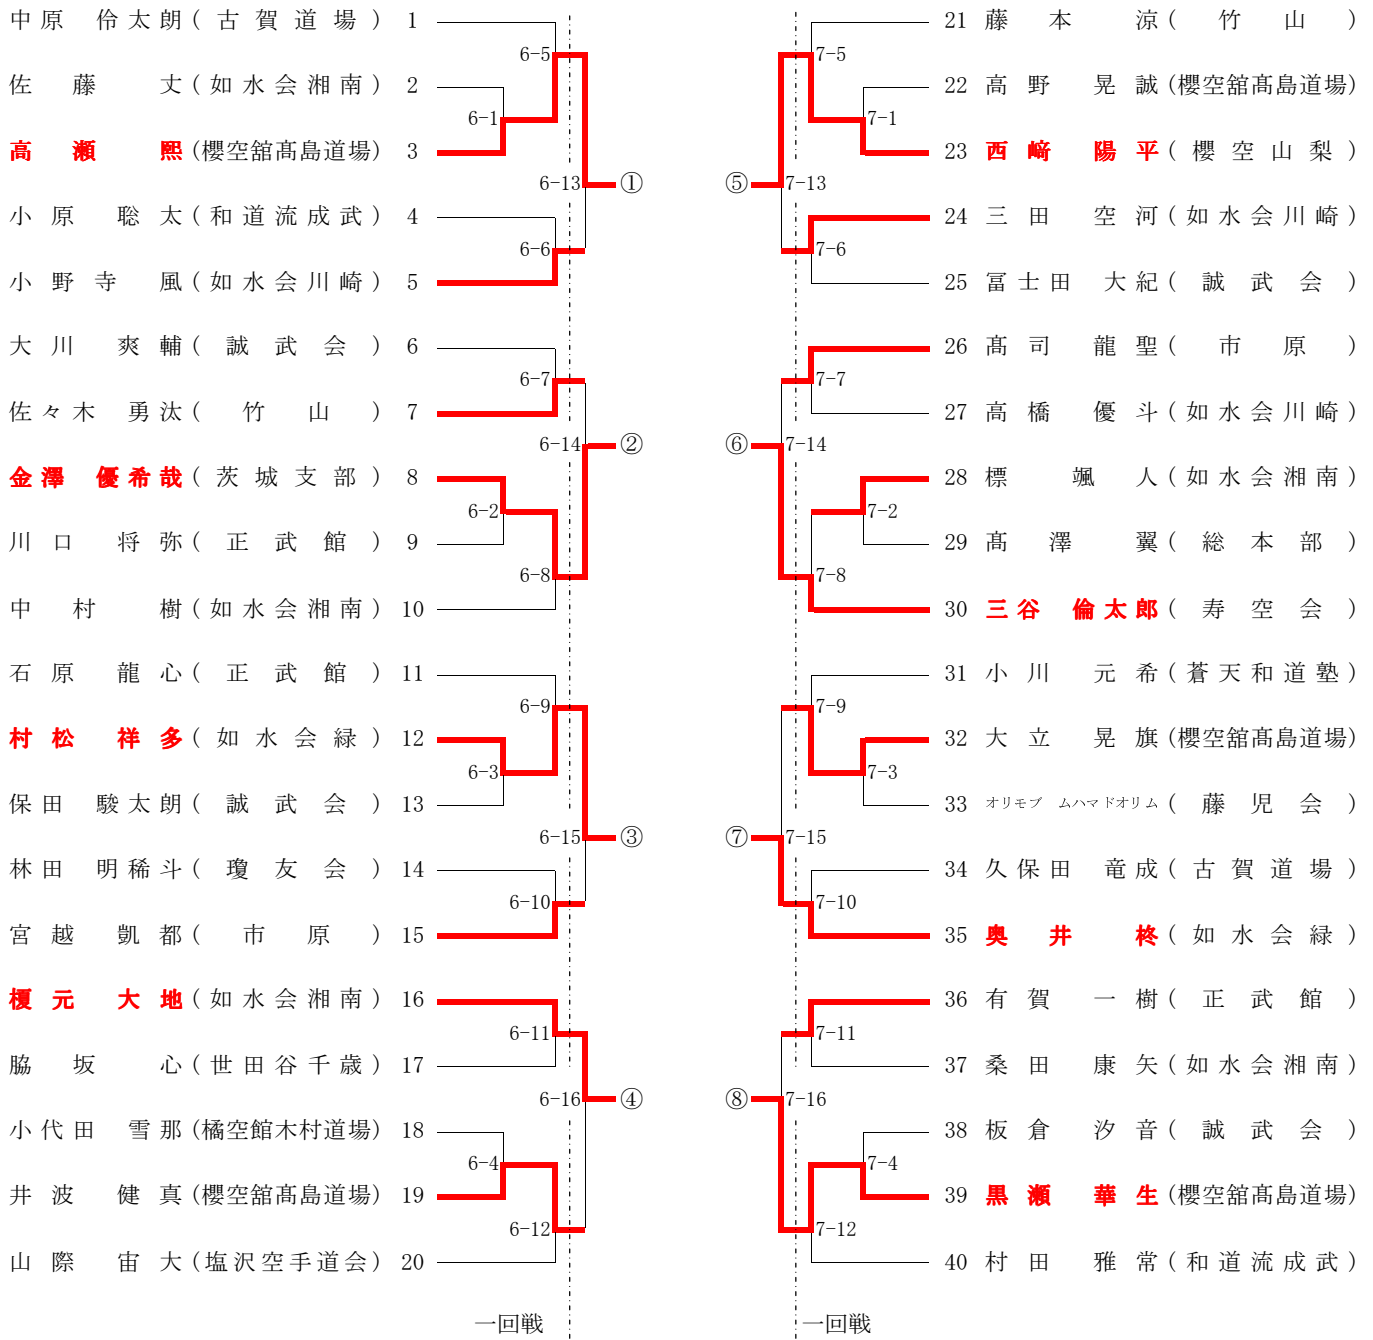 中原 伶太朗(古賀道場) 1
6-5
佐藤 丈(如水会湘南) 2
6-1
高瀬 煕(櫻空舘髙島道場) 3
6-13 ①
小原 聡太(和道流成武) 4
6-6
小野寺 風(如水会川崎) 5
大川 爽輔(誠武会) 6
6-7
佐々木 勇汰(竹山) 7
6-14 ②
金澤 優希哉(茨城支部) 8
6-2
川口 将弥(正武館) 9
6-8
中村 樹(如水会湘南) 10
石原 龍心(正武館) 11
6-9
村松 祥多(如水会緑) 12
6-3
保田 駿太朗(誠武会) 13
6-15 ③
林田 明稀斗(瓊友会) 14
6-10
宮越 凱都(市原) 15
榎元 大地(如水会湘南) 16
6-11
脇坂 心(世田谷千歳) 17
6-16 ④
小代田 雪那(橘空館木村道場) 18
6-4
井波 健真(櫻空舘髙島道場) 19
6-12
山際 宙大(塩沢空手道会) 20
一回戦
21 藤本 涼(竹山)
7-5
22 高野 晃誠(櫻空舘髙島道場)
7-1
23 西﨑 陽平(櫻空山梨)
⑤ 7-13
24 三田 空河(如水会川崎)
7-6
25 冨士田 大紀(誠武会)
26 髙司 龍聖(市原)
7-7
27 高橋 優斗(如水会川崎)
⑥ 7-14
28 標 颯人(如水会湘南)
7-2
29 髙澤 翼(総本部)
7-8
30 三谷 倫太郎(寿空会)
31 小川 元希(蒼天和道塾)
7-9
32 大立 晃旗(櫻空舘髙島道場)
7-3
33 オリモブ ムハマドオリム(藤児会)
⑦ 7-15
34 久保田 竜成(古賀道場)
7-10
35 奥井 柊(如水会緑)
36 有賀 一樹(正武館)
7-11
37 桑田 康矢(如水会湘南)
⑧ 7-16
38 板倉 汐音(誠武会)
7-4
39 黒瀬 華生(櫻空舘髙島道場)
7-12
40 村田 雅常(和道流成武)
一回戦